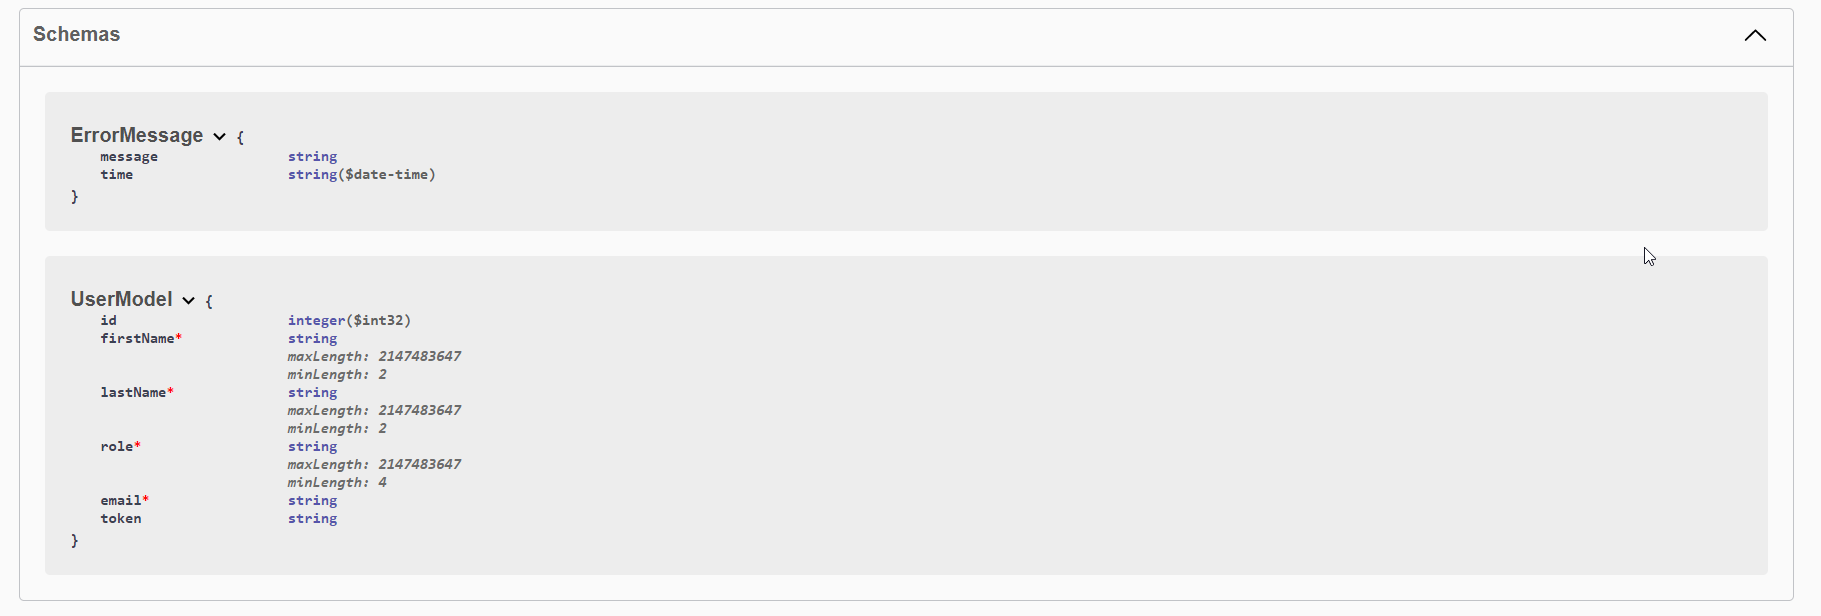 Schemas
ErrorMessage {
message string
time string($date-time)
}
UserModel {
id integer($int32)
firstName* string
maxLength: 2147483647
minLength: 2
lastName* string
maxLength: 2147483647
minLength: 2
role* string
maxLength: 2147483647
minLength: 4
email* string
token string
}